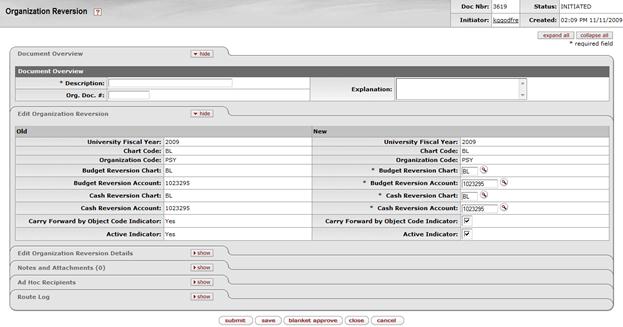 Organization Reversion ?
Doc Nbr: 3619 Status: INITIATED
Initiator: kqgodfre Created: 02:09 PM 11/11/2009
expand all collapse all
* required field
Document Overview hide
Document Overview
* Description: Explanation:
Org. Doc. #:
Edit Organization Reversion hide
Old New
University Fiscal Year: 2009 University Fiscal Year: 2009
Chart Code: BL Chart Code: BL
Organization Code: PSY Organization Code: PSY
Budget Reversion Chart: BL * Budget Reversion Chart: BL
Budget Reversion Account: 1023295 * Budget Reversion Account: 1023295
Cash Reversion Chart: BL * Cash Reversion Chart: BL
Cash Reversion Account: 1023295 * Cash Reversion Account: 1023295
Carry Forward by Object Code Indicator: Yes Carry Forward by Object Code Indicator:
Active Indicator: Yes Active Indicator:
Edit Organization Reversion Details show
Notes and Attachments (0) show
Ad Hoc Recipients show
Route Log show
submit save blanket approve close cancel